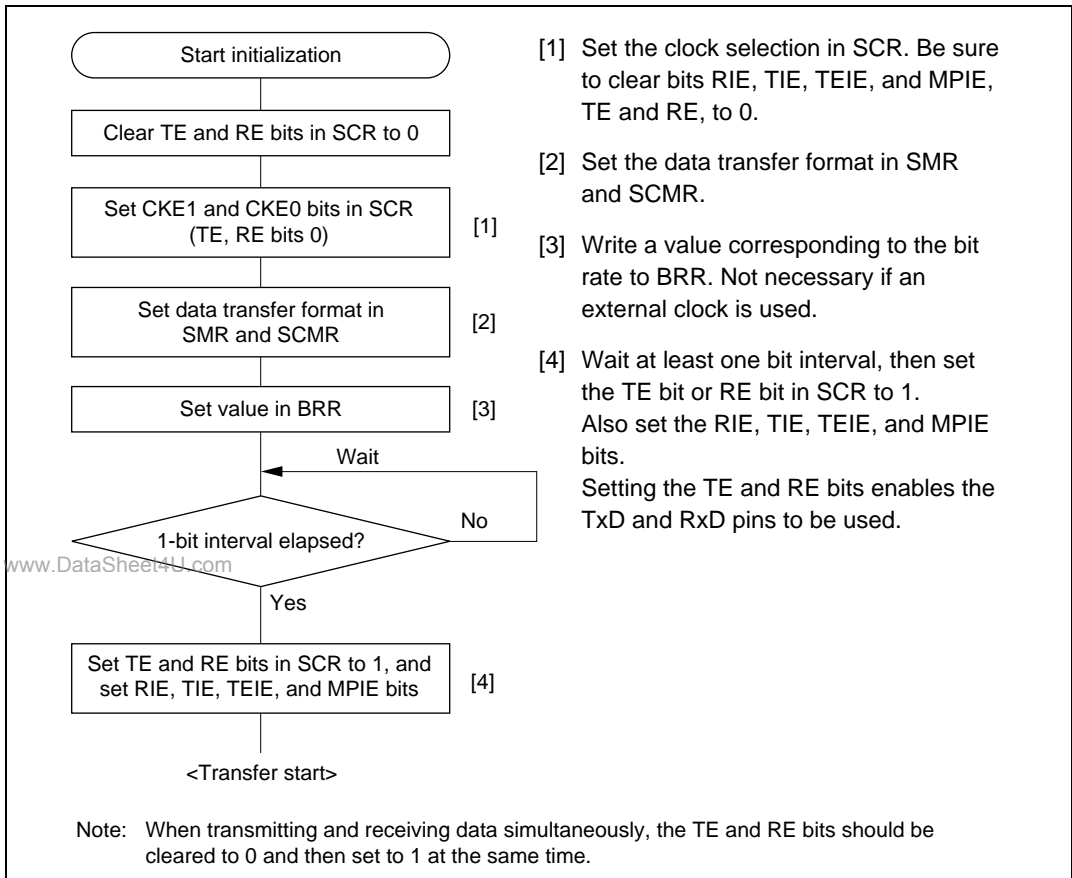 Start initialization
Clear TE and RE bits in SCR to 0
Set CKE1 and CKE0 bits in SCR
(TE, RE bits 0)
[1]
Set data transfer format in
SMR and SCMR
[2]
Set value in BRR
[3]
Wait
No
1-bit interval elapsed?
www.DataSheet4U.com
Yes
Set TE and RE bits in SCR to 1, and
set RIE, TIE, TEIE, and MPIE bits
[4]
<Transfer start>
[1] Set the clock selection in SCR. Be sure
to clear bits RIE, TIE, TEIE, and MPIE,
TE and RE, to 0.
[2] Set the data transfer format in SMR
and SCMR.
[3] Write a value corresponding to the bit
rate to BRR. Not necessary if an
external clock is used.
[4] Wait at least one bit interval, then set
the TE bit or RE bit in SCR to 1.
Also set the RIE, TIE, TEIE, and MPIE
bits.
Setting the TE and RE bits enables the
TxD and RxD pins to be used.
Note: When transmitting and receiving data simultaneously, the TE and RE bits should be
cleared to 0 and then set to 1 at the same time.